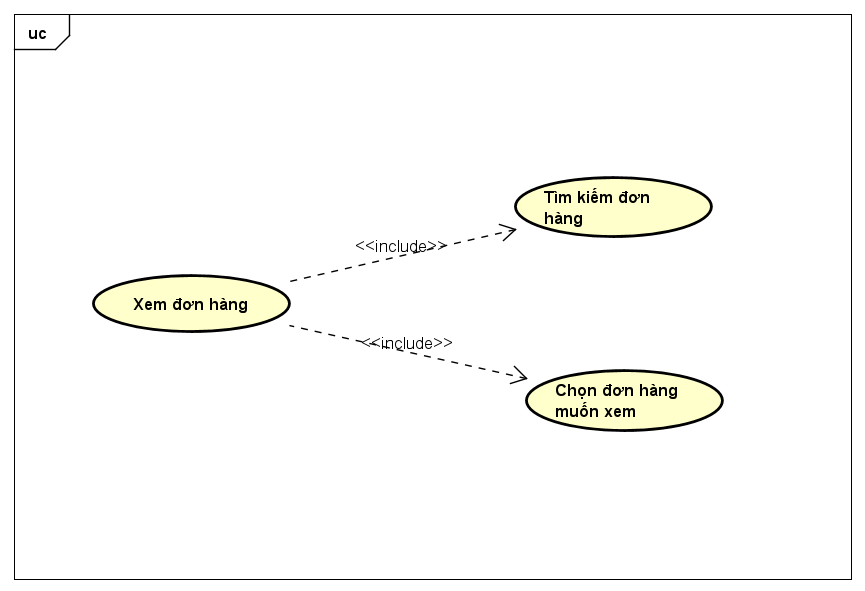 uc
Tìm kiếm đơn
hàng
<<include>>
Xem đơn hàng
<<include>>
Chọn đơn hàng
muốn xem